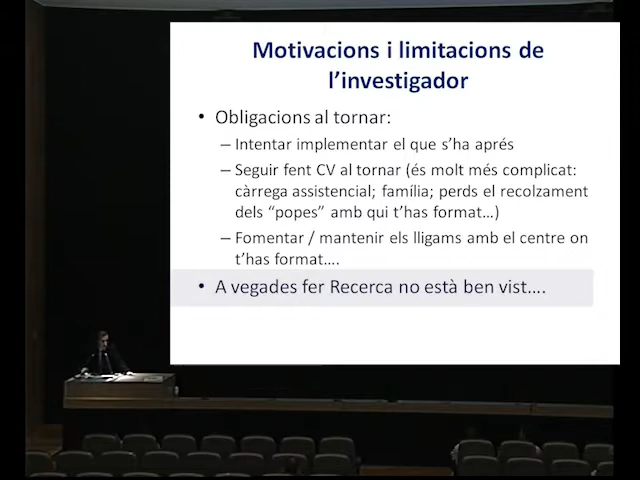 Motivacions i limitacions de
l'investigador
• Obligacions al tornar:
– Intentar implementar el que s'ha aprés
– Seguir fent CV al tornar (és molt més complicat:
càrrega assistencial; família; perds el recolzament
dels “popes” amb qui t'has format…)
– Fomentar / mantenir els lligams amb el centre on
t'has format….
• A vegades fer Recerca no està ben vist….